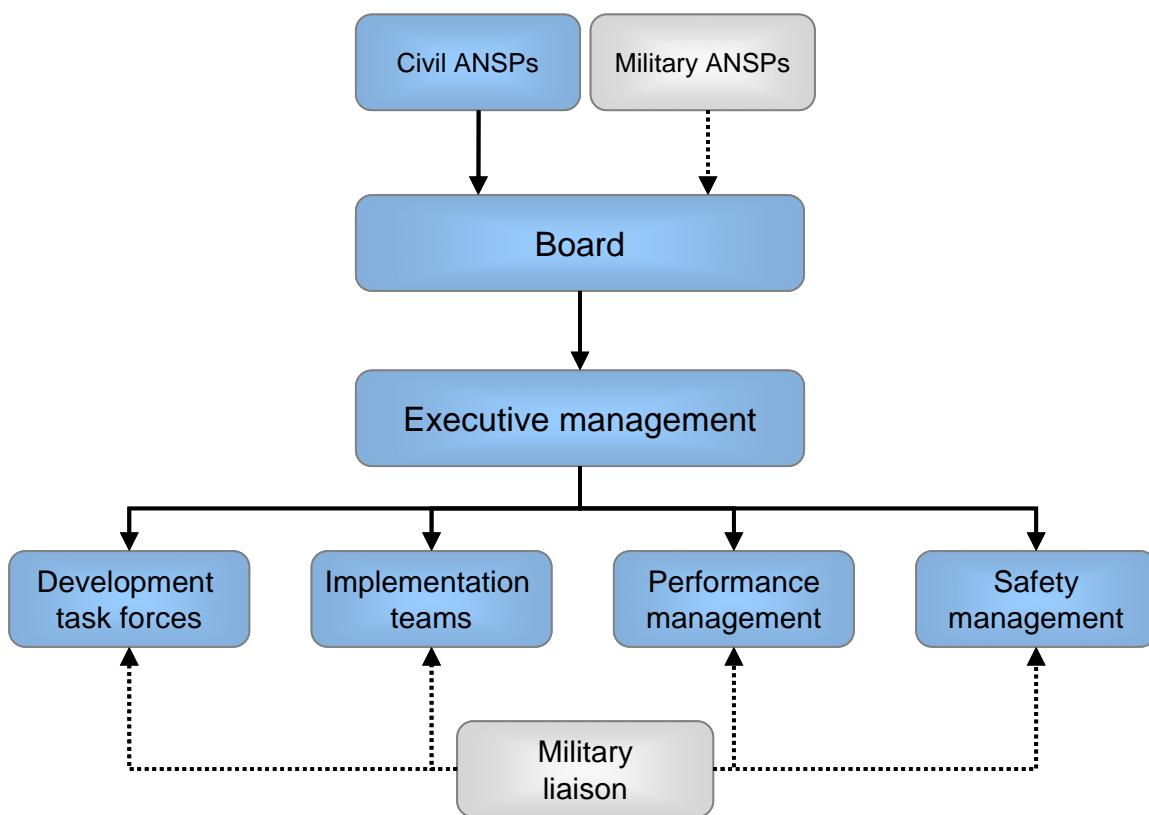 Civil ANSPs
Military ANSPs
Board
Executive management
Development
task forces
Implementation
teams
Performance
management
Safety
management
Military
liaison